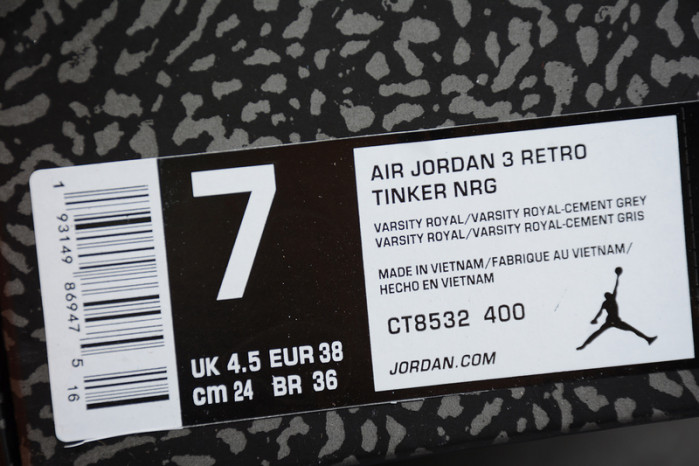 1 93149 86947 5 16
7
UK 4.5 EUR 38
cm 24 BR 36
AIR JORDAN 3 RETRO
TINKER NRG
VARSITY ROYAL/VARSITY ROYAL-CEMENT GREY
VARSITY ROYAL/VARSITY ROYAL-CEMENT GRIS
MADE IN VIETNAM/FABRIQUE AU VIETNAM/
HECHO EN VIETNAM
CT8532 400
JORDAN.COM